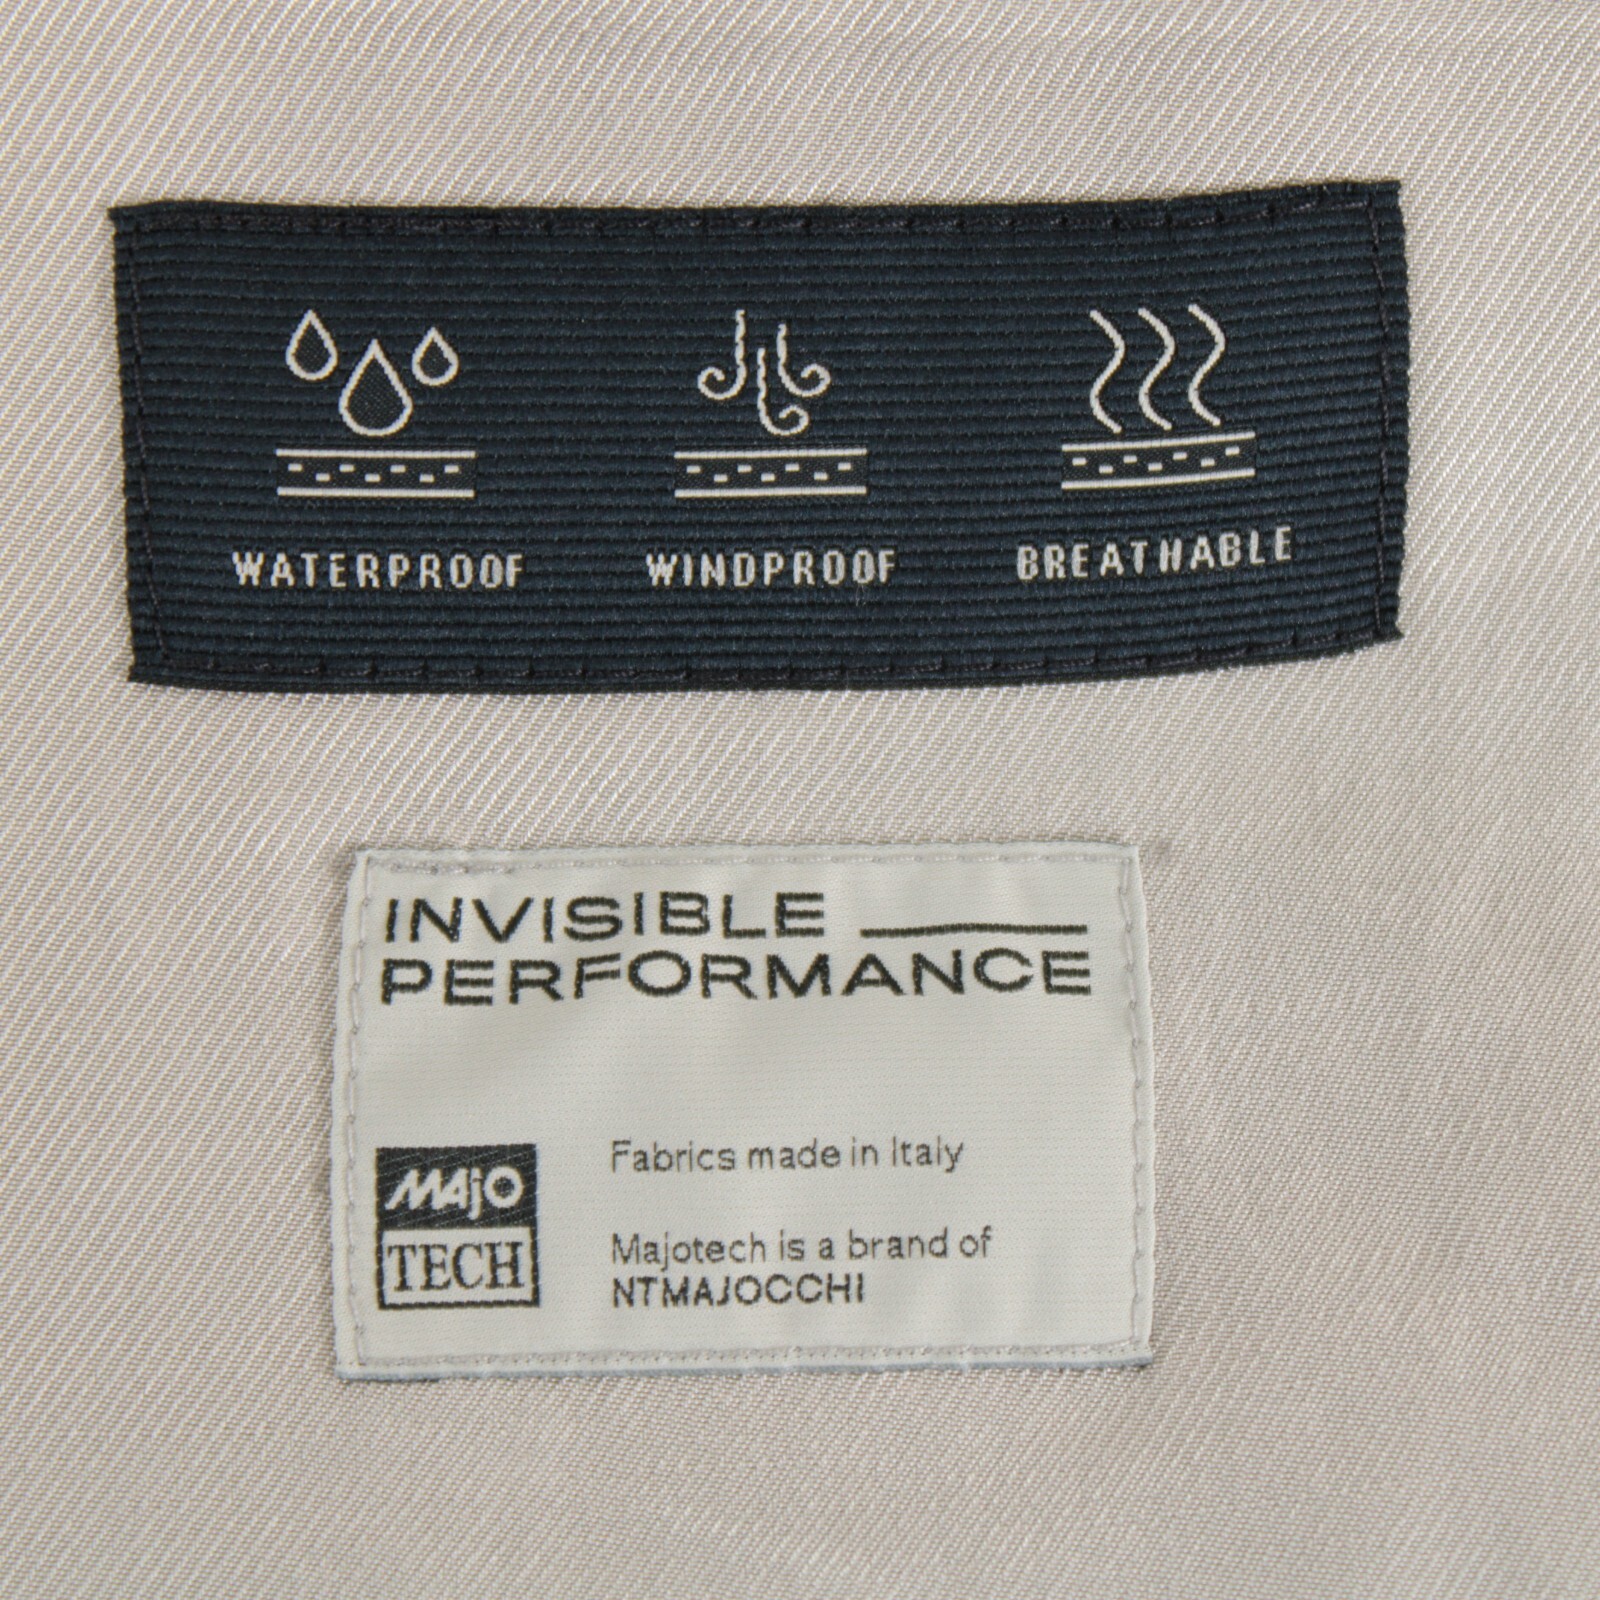 WATERPROOF WINDPROOF BREATHABLE
INVISIBLE
PERFORMANCE
Fabrics made in Italy
MAjO
TECH
Majotech is a brand of
NTMAJOCCHI